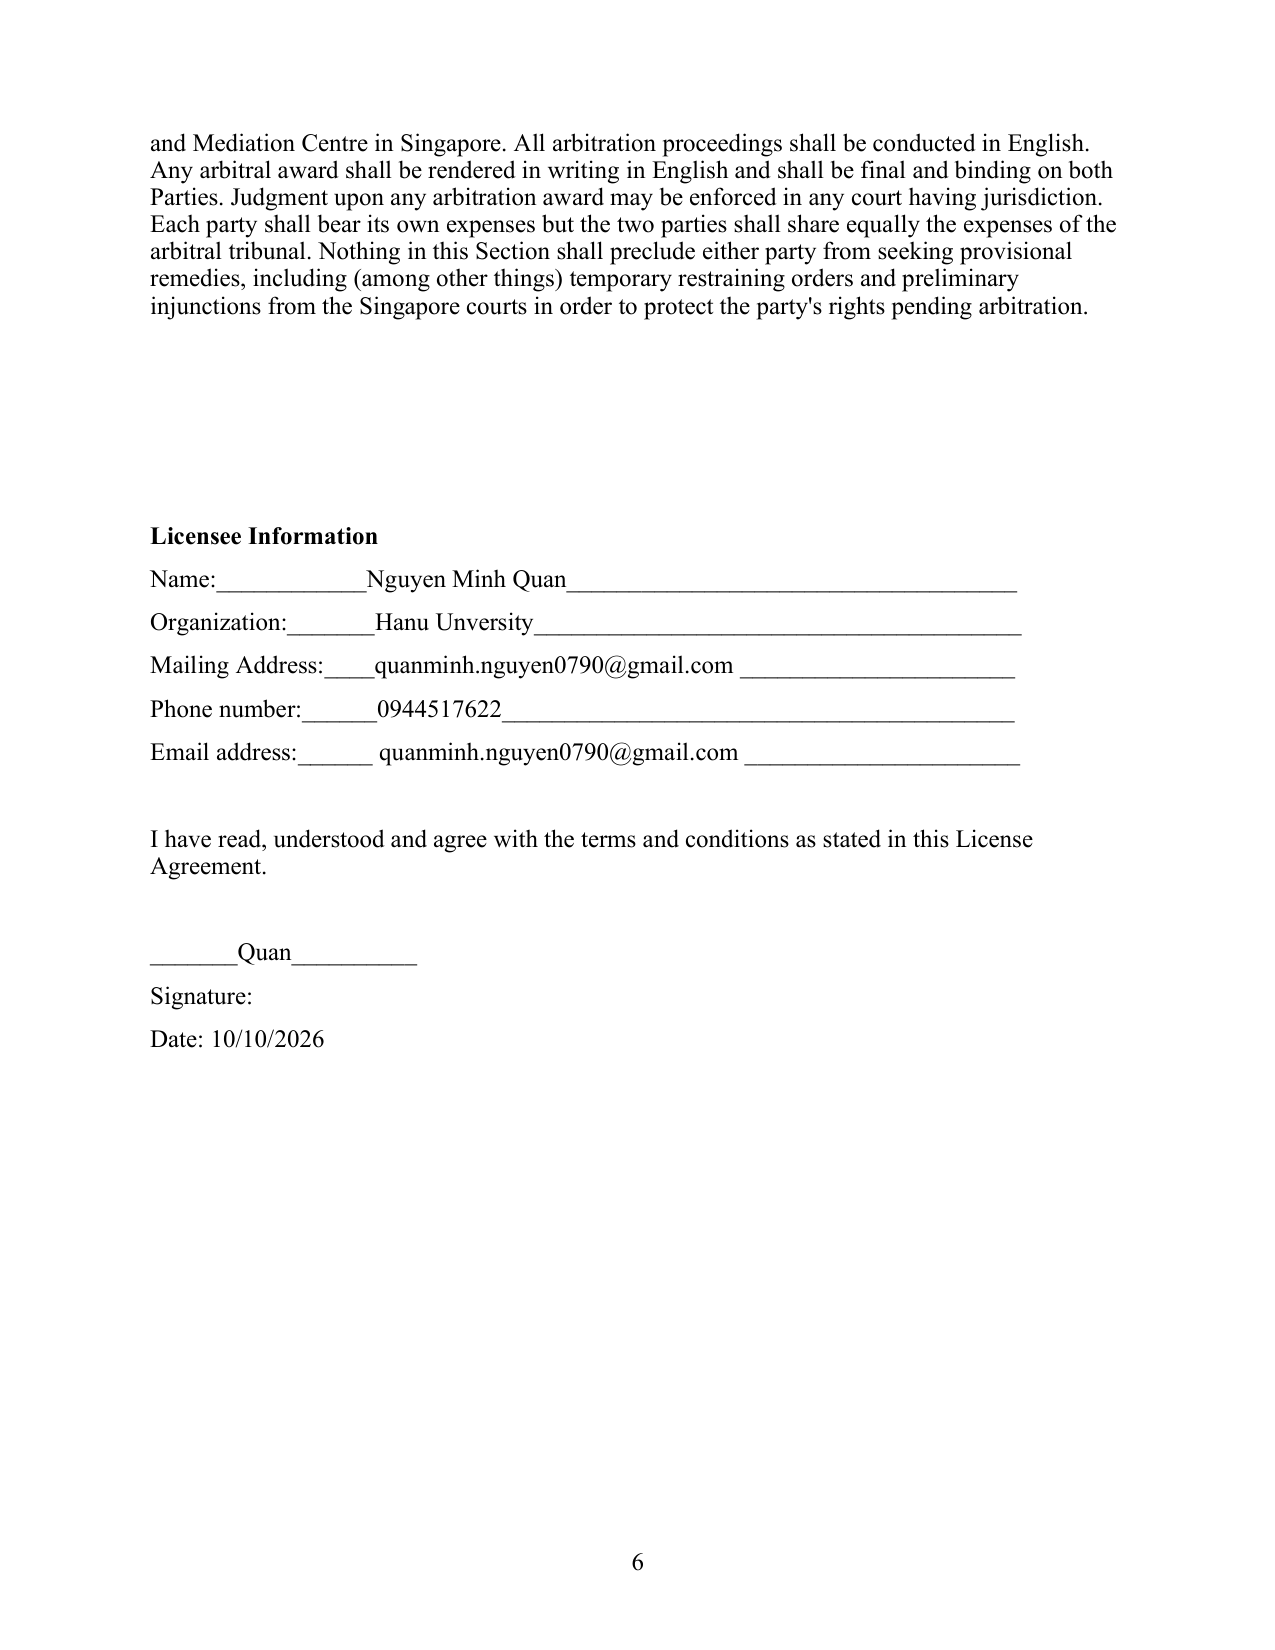 and Mediation Centre in Singapore. All arbitration proceedings shall be conducted in English.
Any arbitral award shall be rendered in writing in English and shall be final and binding on both
Parties. Judgment upon any arbitration award may be enforced in any court having jurisdiction.
Each party shall bear its own expenses but the two parties shall share equally the expenses of the
arbitral tribunal. Nothing in this Section shall preclude either party from seeking provisional
remedies, including (among other things) temporary restraining orders and preliminary
injunctions from the Singapore courts in order to protect the party's rights pending arbitration.
Licensee Information
Name:____________Nguyen Minh Quan____________________________________
Organization:_______Hanu Unversity_______________________________________
Mailing Address:____quanminh.nguyen0790@gmail.com ______________________
Phone number:______0944517622_________________________________________
Email address:______ quanminh.nguyen0790@gmail.com ______________________
I have read, understood and agree with the terms and conditions as stated in this License
Agreement.
_______Quan__________
Signature:
Date: 10/10/2026
6